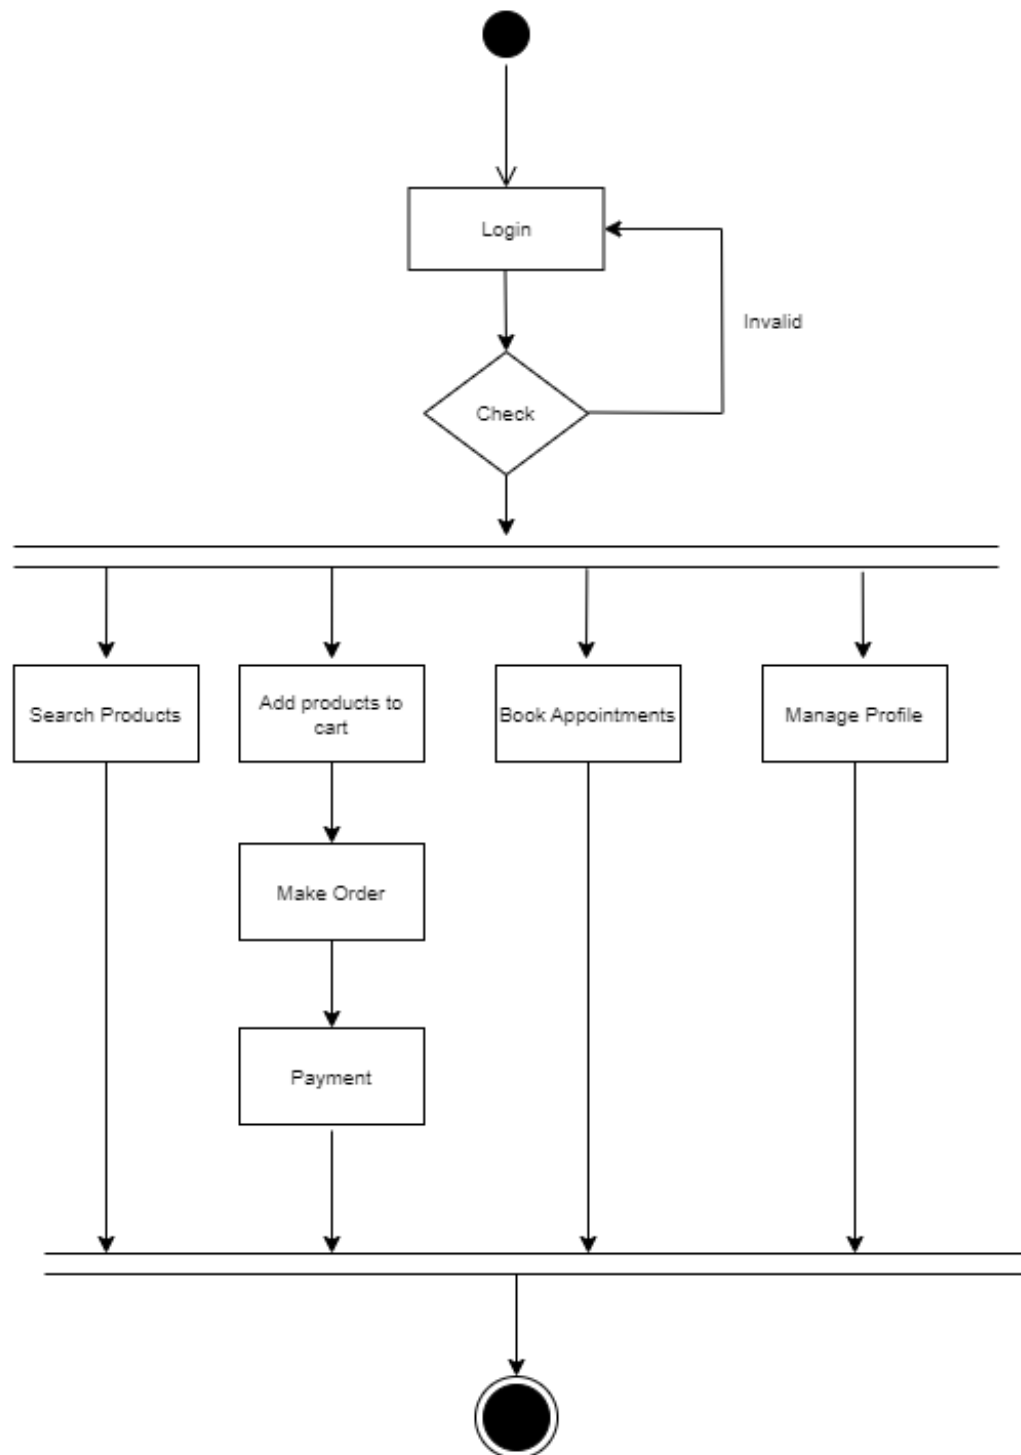 Login
Invalid
Check
Search Products
Add products to
cart
Book Appointments
Manage Profile
Make Order
Payment